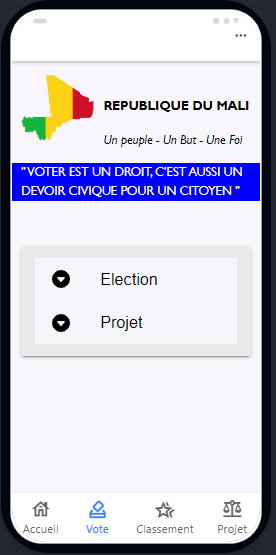 REPUBLIQUE DU MALI
Un peuple - Un But - Une Foi
"VOTER EST UN DROIT, C'EST AUSSI UN
DEVOIR CIVIQUE POUR UN CITOYEN "
Election
Projet
Accueil
Vote
Classement
Projet